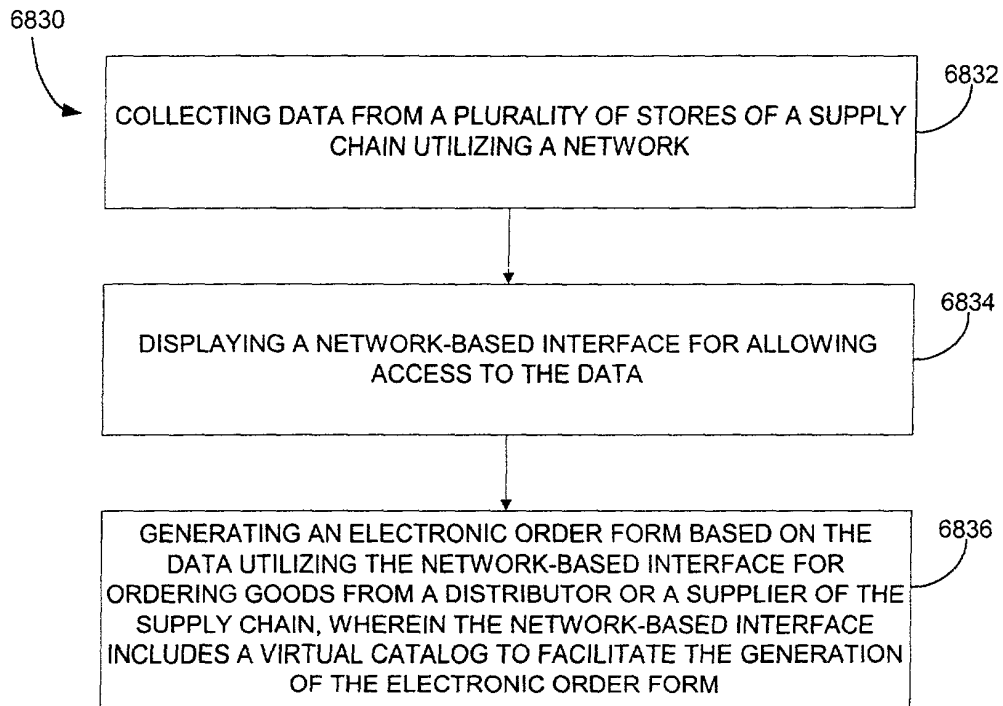 6830
6832
COLLECTING DATA FROM A PLURALITY OF STORES OF A SUPPLY
CHAIN UTILIZING A NETWORK
6834
DISPLAYING A NETWORK-BASED INTERFACE FOR ALLOWING
ACCESS TO THE DATA
6836
GENERATING AN ELECTRONIC ORDER FORM BASED ON THE
DATA UTILIZING THE NETWORK-BASED INTERFACE FOR
ORDERING GOODS FROM A DISTRIBUTOR OR A SUPPLIER OF THE
SUPPLY CHAIN, WHEREIN THE NETWORK-BASED INTERFACE
INCLUDES A VIRTUAL CATALOG TO FACILITATE THE GENERATION
OF THE ELECTRONIC ORDER FORM